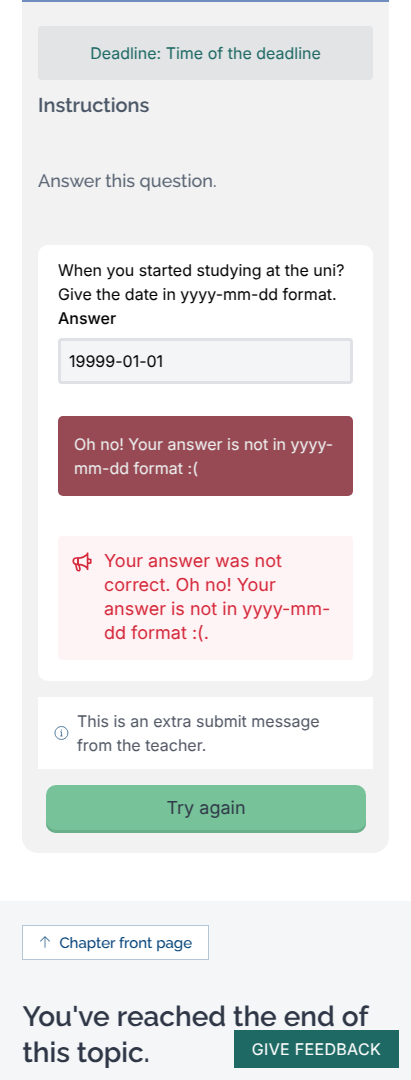 Deadline: Time of the deadline
Instructions
Answer this question.
When you started studying at the uni?
Give the date in yyyy-mm-dd format.
Answer
19999-01-01
Oh no! Your answer is not in yyyy-
mm-dd format :(
Your answer was not
correct. Oh no! Your
answer is not in yyyy-mm-
dd format :(.
This is an extra submit message
from the teacher.
Try again
Chapter front page
You've reached the end of
this topic.
GIVE FEEDBACK